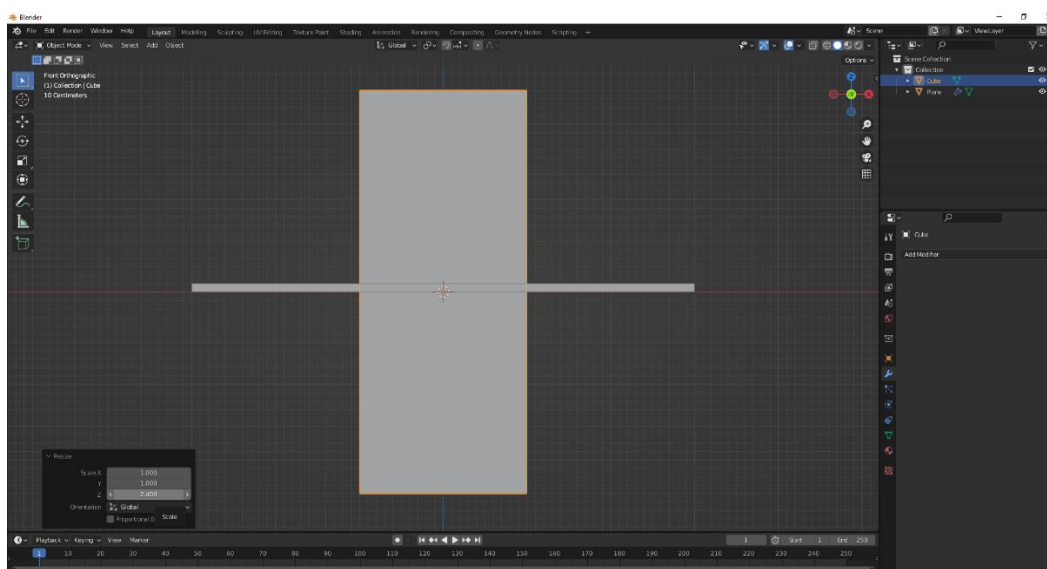 Blender
File Edit Render Window Help Layout Modeling Sculpting UV Editing Texture Paint Shading Animation Rendering Compositing Geometry Nodes Scripting + Scene ViewLayer
Object Mode View Select Add Object Global
Options
Front Orthographic
(1) Collection | Cube
10 Centimeters
Scene Collection
Collection
Cube
Plane
Cube
Add Modifier
Resize
Scale X 1.000
Y 1.000
Z 2.400
Orientation Global
Proportional E
Scale
Playback Keying View Marker 1 Start 1 End 250
1 10 20 30 40 50 60 70 80 90 100 110 120 130 140 150 160 170 180 190 200 210 220 230 240 250